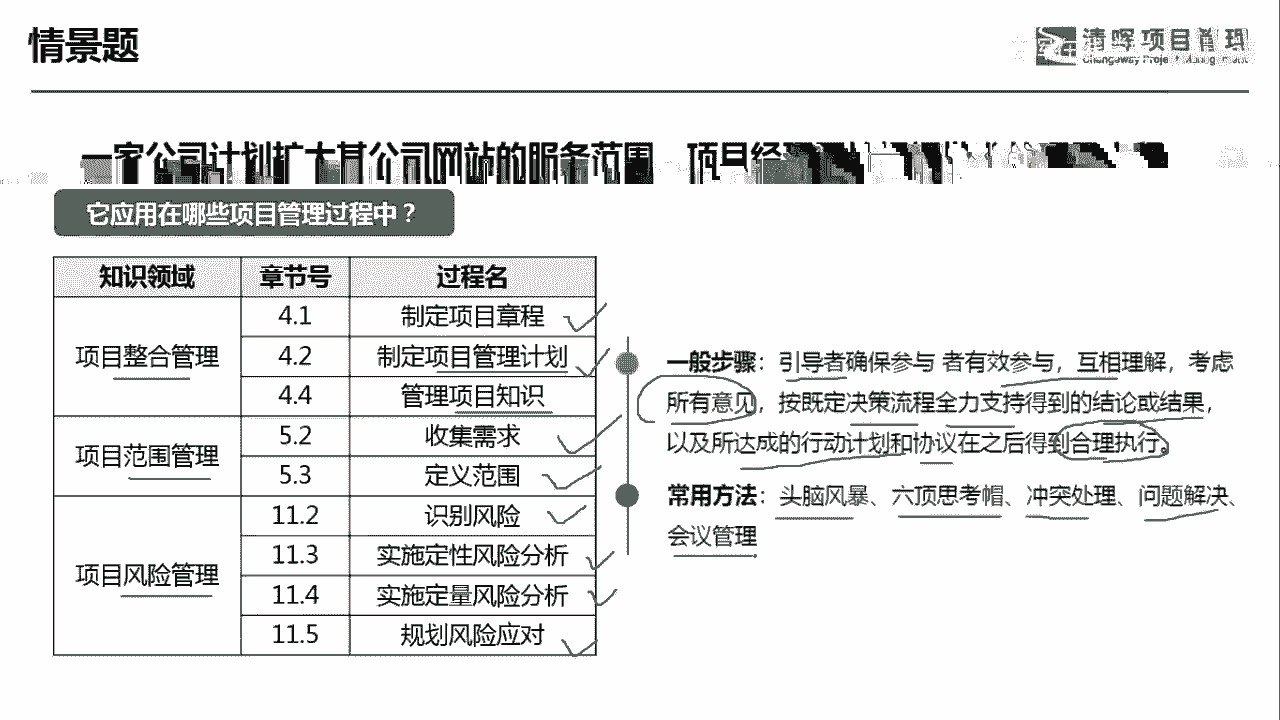 情景题
清晖项目管理
一家公司计划扩大其公司网站的服务范围 项目经
它应用在哪些项目管理过程中？
知识领域 章节号 过程名
项目整合管理 4.1 制定项目章程
4.2 制定项目管理计划
4.4 管理项目知识
项目范围管理 5.2 收集需求
5.3 定义范围
项目风险管理 11.2 识别风险
11.3 实施定性风险分析
11.4 实施定量风险分析
11.5 规划风险应对
一般步骤：引导者确保参与 者有效参与，互相理解，考虑
所有意见，按既定决策流程全力支持得到的结论或结果，
以及所达成的行动计划和协议在之后得到合理执行。
常用方法：头脑风暴、六顶思考帽、冲突处理、问题解决、
会议管理